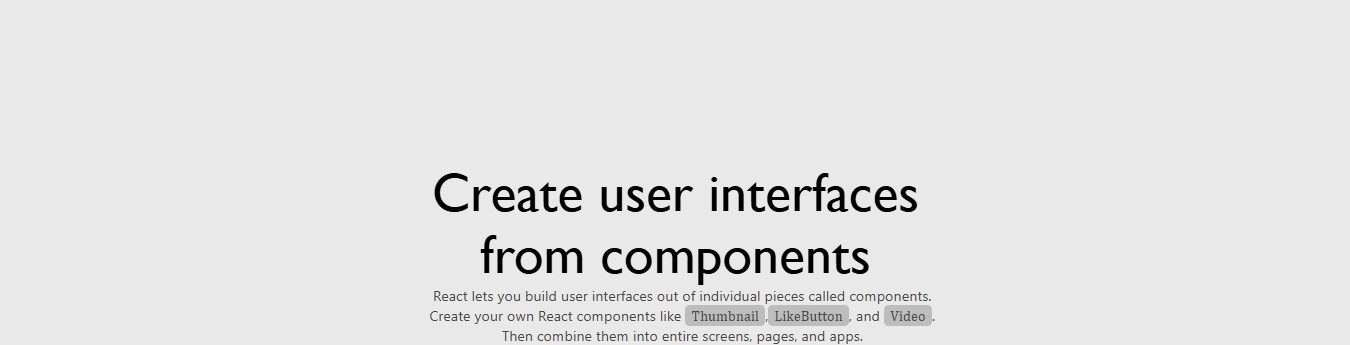 Create user interfaces
from components
React lets you build user interfaces out of individual pieces called components.
Create your own React components like Thumbnail,LikeButton, and Video.
Then combine them into entire screens, pages, and apps.